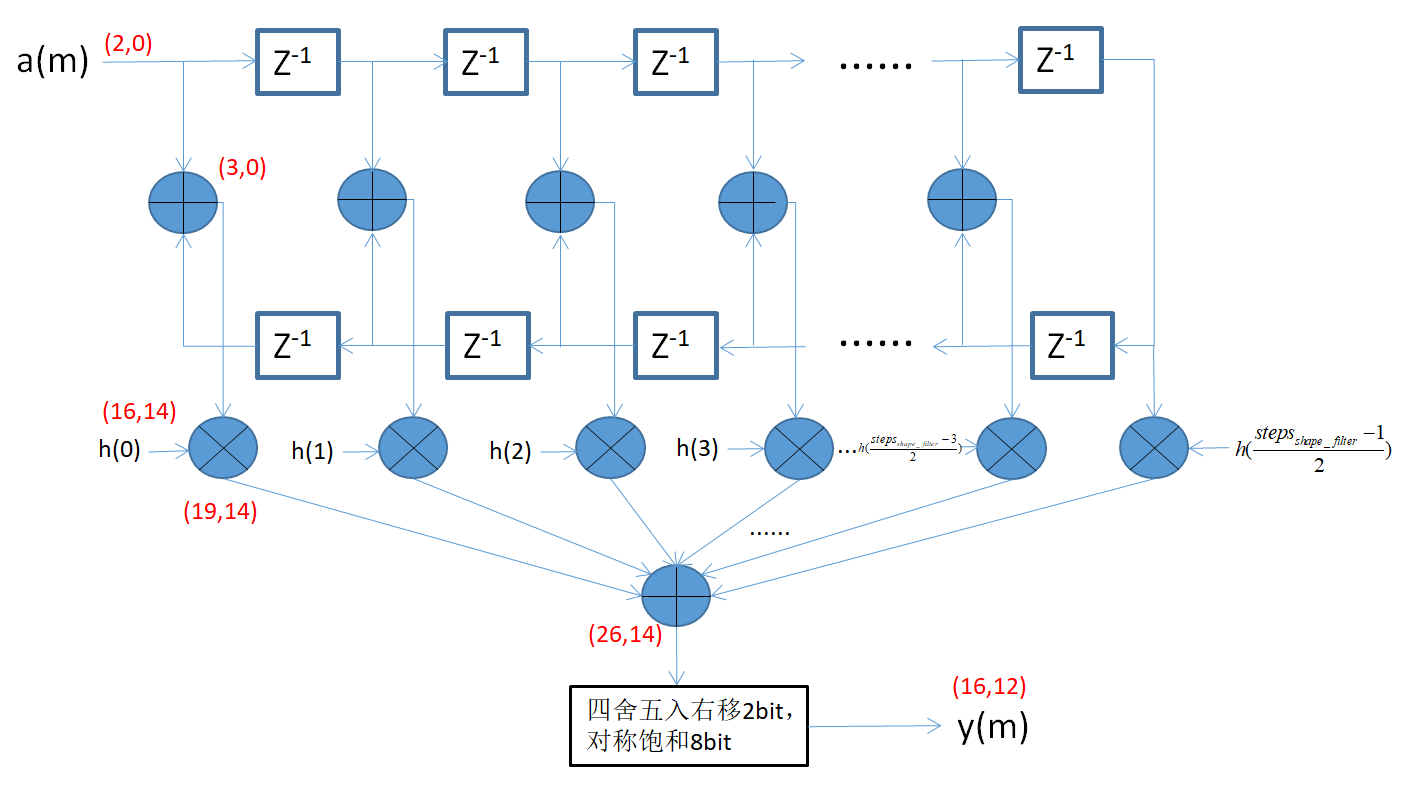 a(m)
(2,0)
Z-1
Z-1
Z-1
......
Z-1
(3,0)
Z-1
Z-1
Z-1
......
Z-1
(16,14)
h(0)
h(1)
h(2)
h(3)
...h(stepsshape_filter-3/2)
h(stepsshape_filter-1/2)
(19,14)
......
(26,14)
四舍五入右移2bit，
对称饱和8bit
(16,12)
y(m)